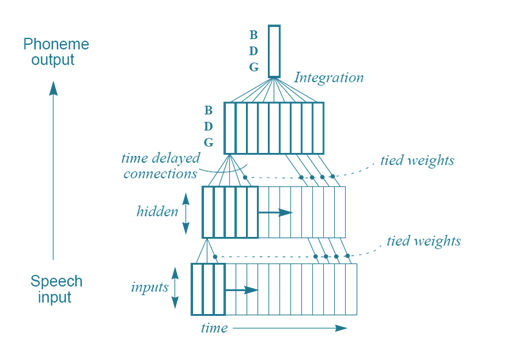 B
D
G
Phoneme
output
Integration
B
D
G
time delayed
connections
tied weights
hidden
tied weights
Speech
input
inputs
time